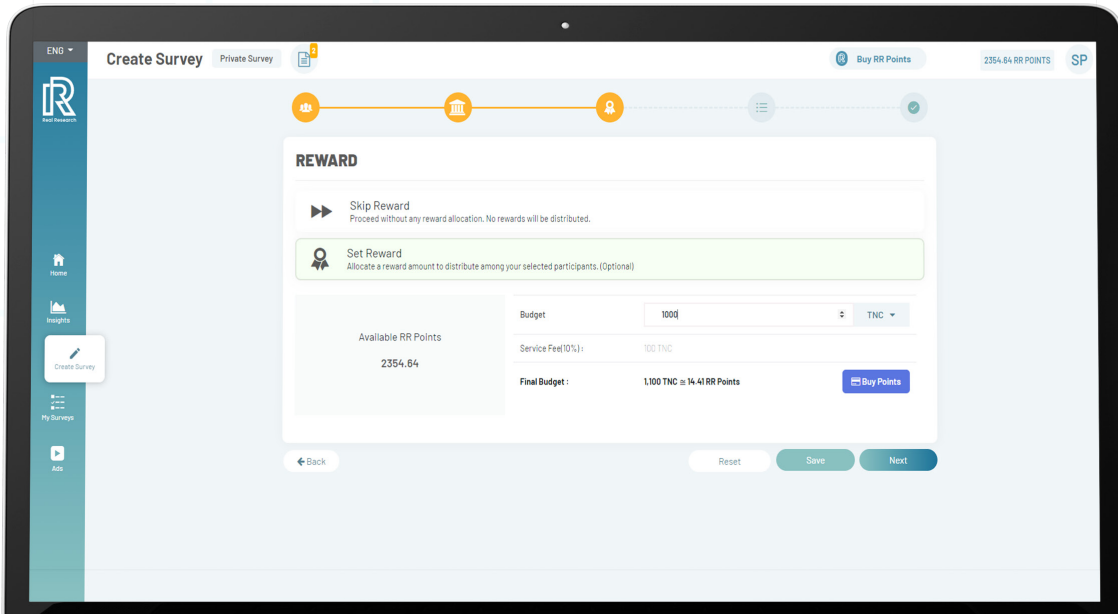 ENG
Create Survey
Private Survey
2
Buy RR Points
2354.64 RR POINTS
SP
R
Real Research
Home
Insights
Create Survey
My Surveys
Ads
REWARD
Skip Reward
Proceed without any reward allocation. No rewards will be distributed.
Set Reward
Allocate a reward amount to distribute among your selected participants. (Optional)
Available RR Points
2354.64
Budget
1000
TNC
Service Fee(10%) :
100 TNC
Final Budget :
1,100 TNC ≅ 14.41 RR Points
Buy Points
Back
Reset
Save
Next